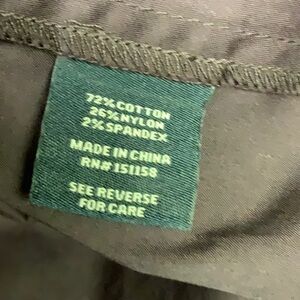 72% COTTON
26% NYLON
2% SPANDEX
MADE IN CHINA
RN# 151158
SEE REVERSE
FOR CARE